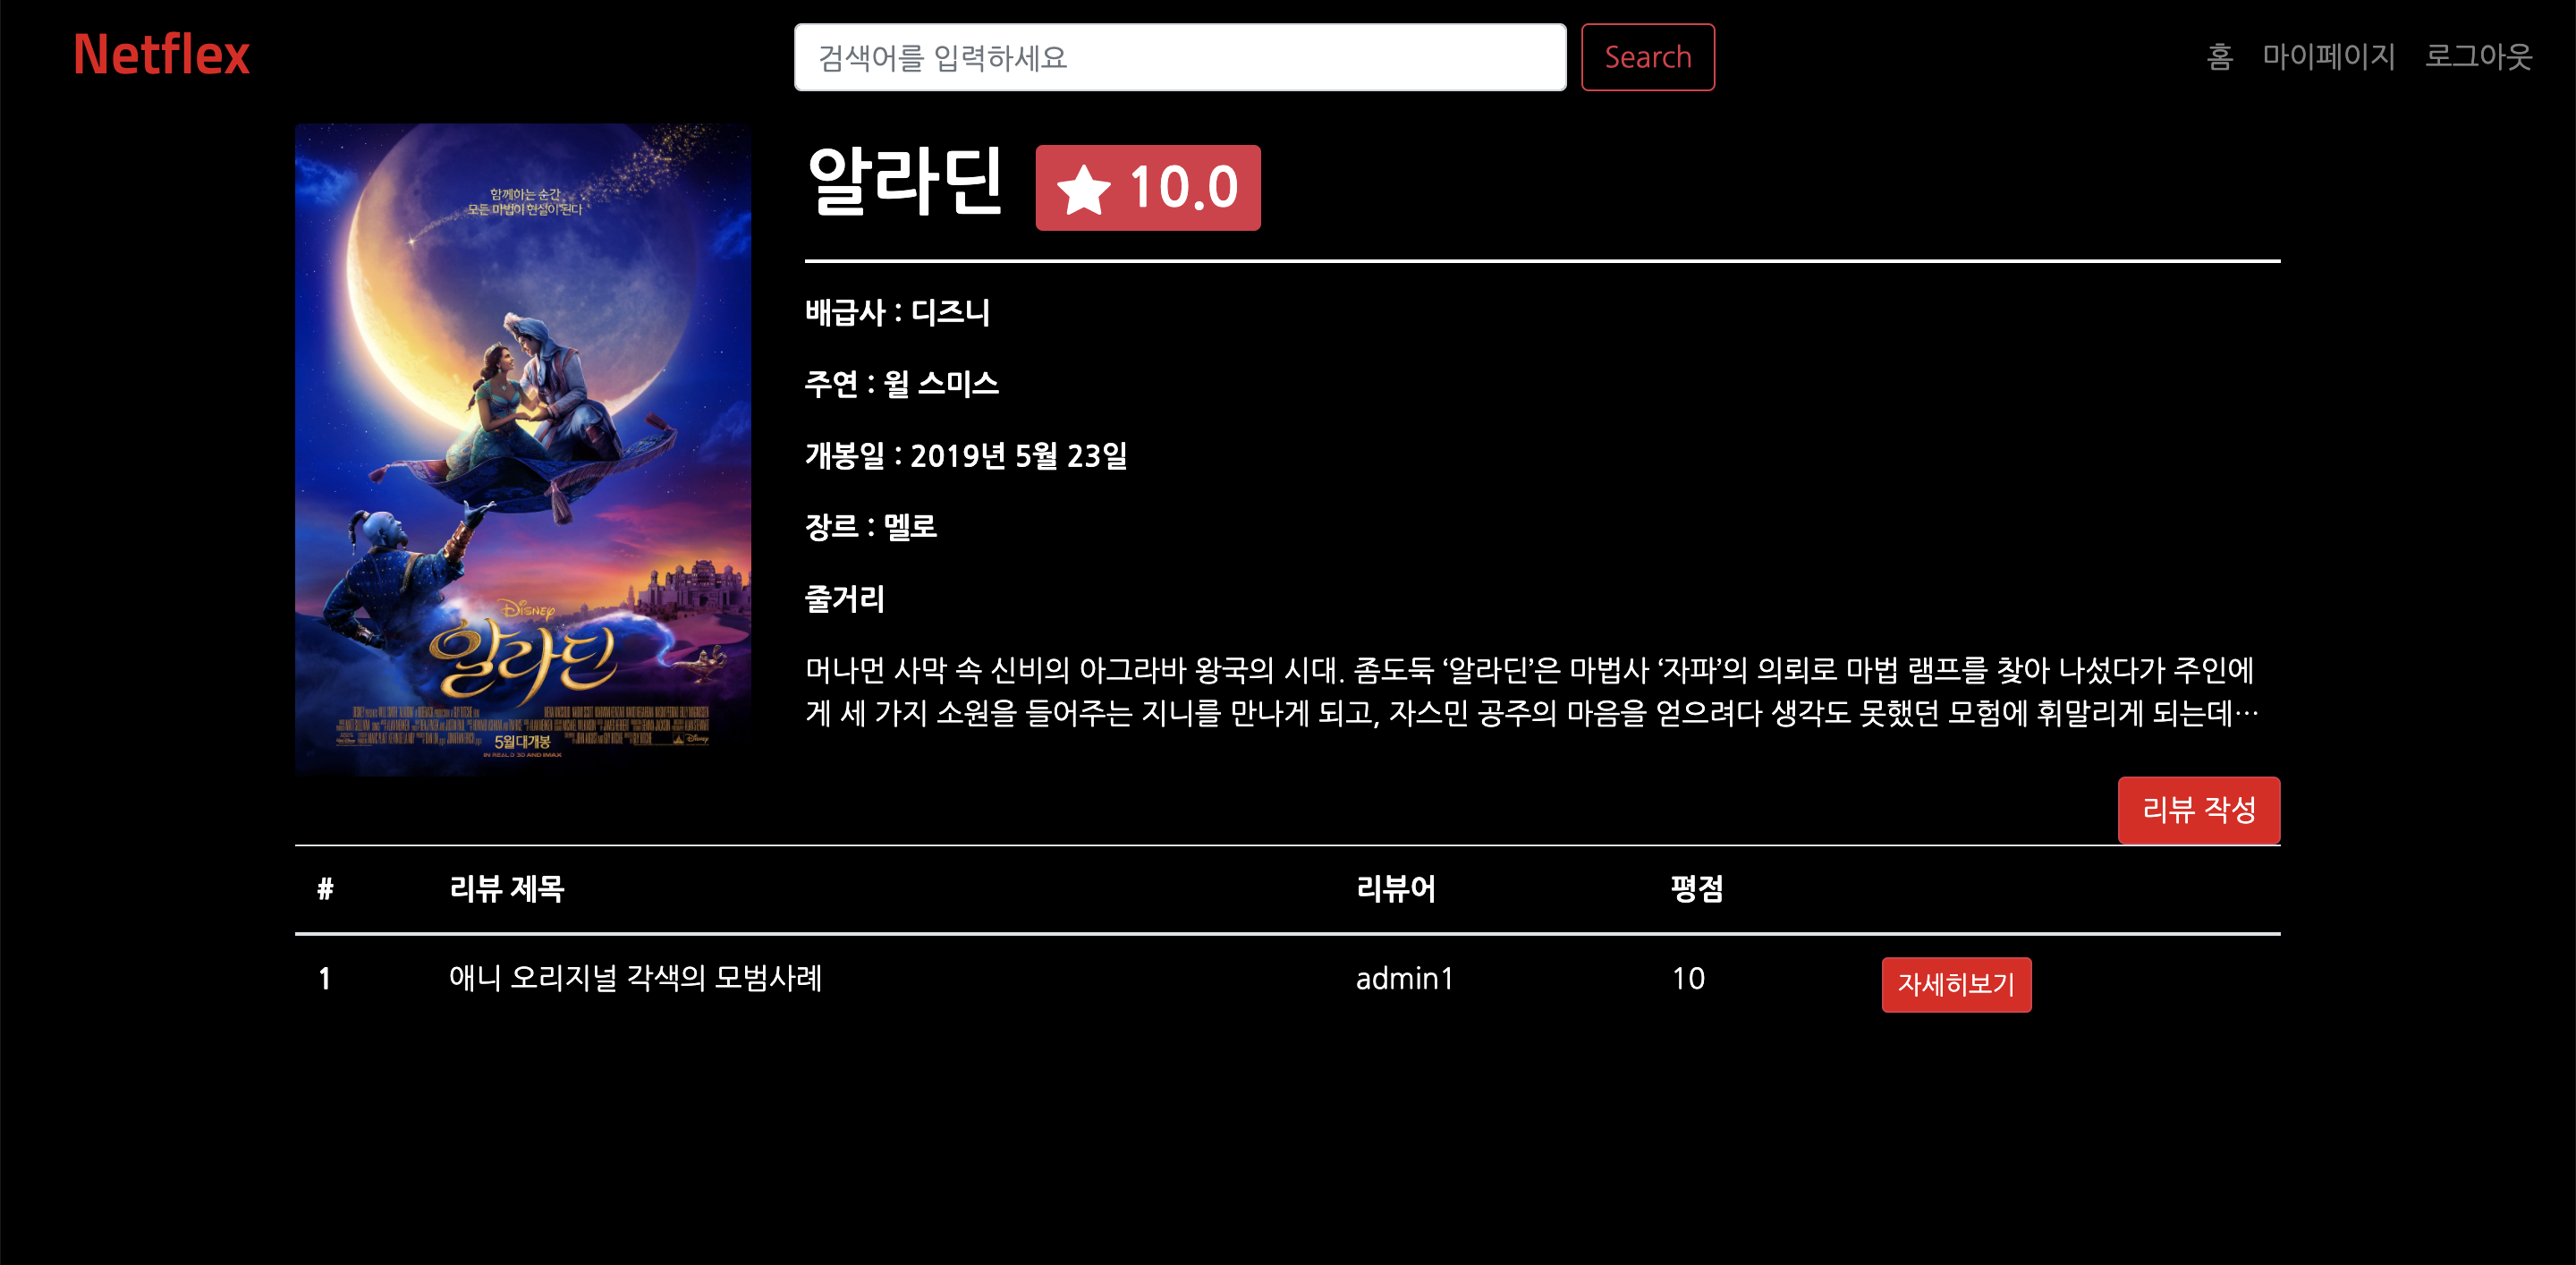 Netflex
검색어를 입력하세요
Search
홈 마이페이지 로그아웃
함께하는 순간
모든 마법이 현실이 된다
DISNEY
알라딘
5월 대개봉
IN REAL D 3D AND IMAX
알라딘 ★ 10.0
배급사 : 디즈니
주연 : 윌 스미스
개봉일 : 2019년 5월 23일
장르 : 멜로
줄거리
머나먼 사막 속 신비의 아그라바 왕국의 시대. 좀도둑 ‘알라딘’은 마법사 ‘자파’의 의뢰로 마법 램프를 찾아 나섰다가 주인에
게 세 가지 소원을 들어주는 지니를 만나게 되고, 자스민 공주의 마음을 얻으려다 생각도 못했던 모험에 휘말리게 되는데…
리뷰 작성
# 리뷰 제목 리뷰어 평점
1 애니 오리지널 각색의 모범사례 admin1 10 자세히보기